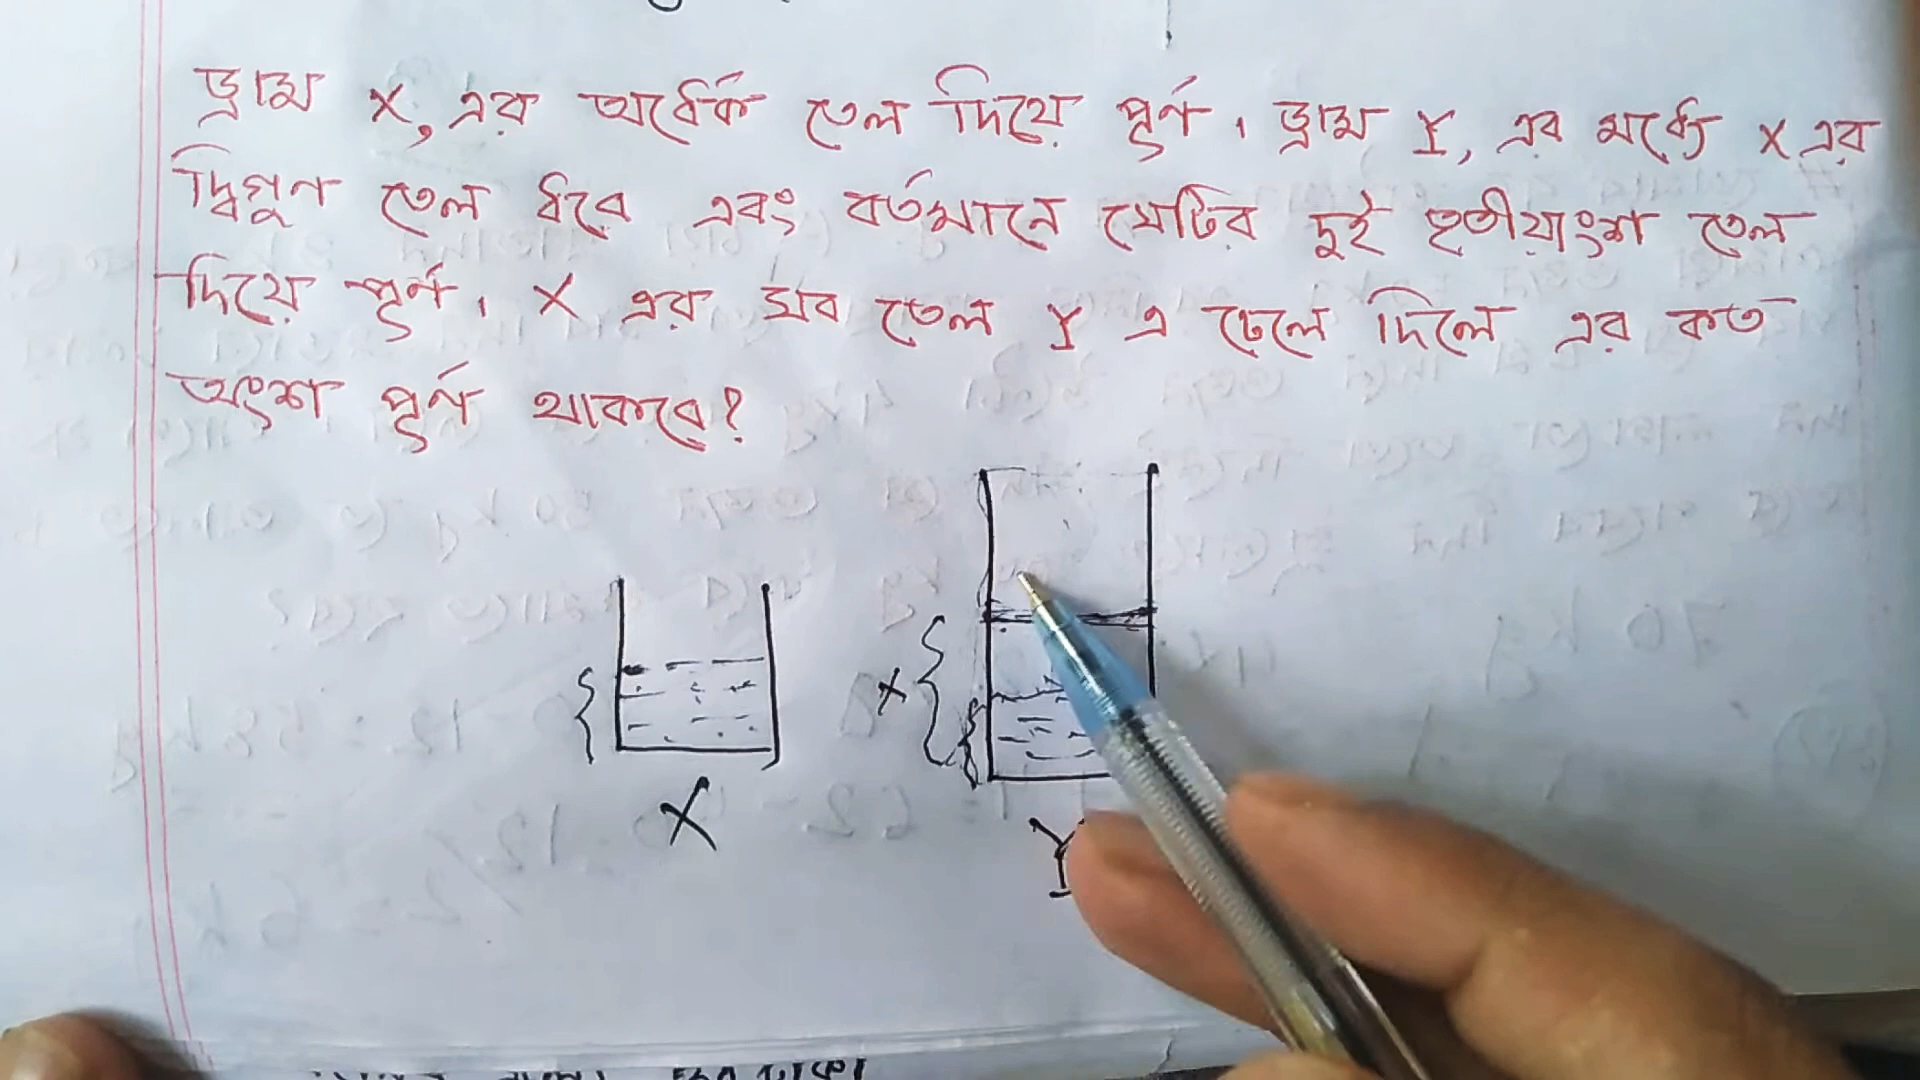 ড্রাম X, এর অর্ধেক তেল দিয়ে পূর্ণ। ড্রাম Y, এর মধ্যে X এর
দ্বিগুণ তেল ধরে এবং বর্তমানে সেটির দুই তৃতীয়াংশ তেল
দিয়ে পূর্ণ। X এর সব তেল Y এ ঢেলে দিলে এর কত
অংশ পূর্ণ থাকবে?
X
X
Y